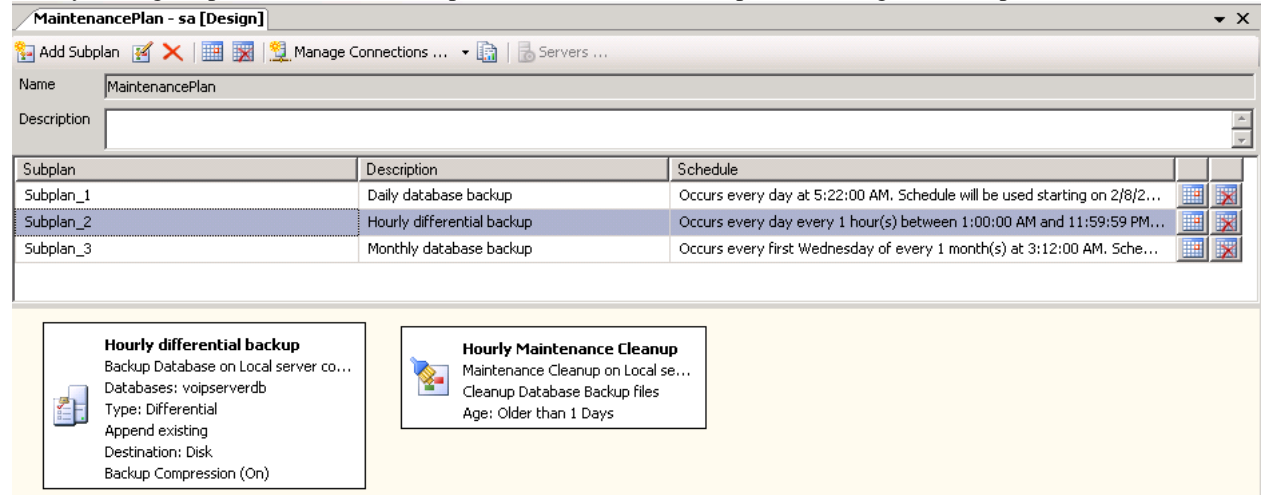 MaintenancePlan - sa [Design]
Add Subplan Manage Connections ... Servers ...
Name MaintenancePlan
Description
Subplan Description Schedule
Subplan_1 Daily database backup Occurs every day at 5:22:00 AM. Schedule will be used starting on 2/8/2...
Subplan_2 Hourly differential backup Occurs every day every 1 hour(s) between 1:00:00 AM and 11:59:59 PM...
Subplan_3 Monthly database backup Occurs every first Wednesday of every 1 month(s) at 3:12:00 AM. Sche...
Hourly differential backup
Backup Database on Local server co...
Databases: voipserverdb
Type: Differential
Append existing
Destination: Disk
Backup Compression (On)
Hourly Maintenance Cleanup
Maintenance Cleanup on Local se...
Cleanup Database Backup files
Age: Older than 1 Days